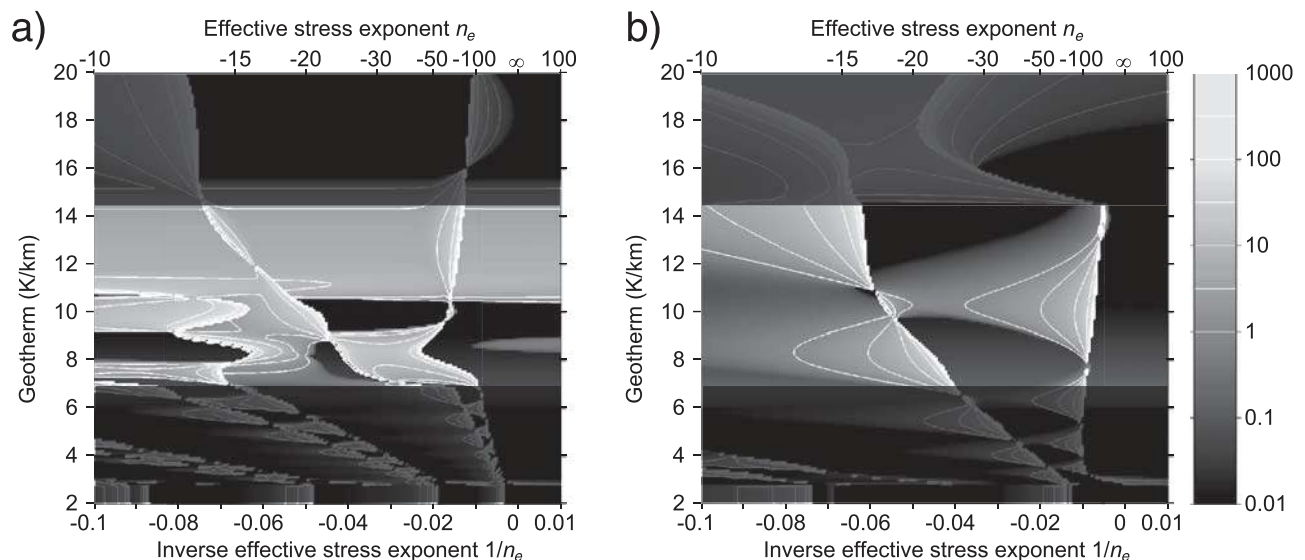 a)
Effective stress exponent nₑ
-10 -15 -20 -30 -50 -100 ∞ 100
20
18
16
14
12
10
8
6
4
2
Geotherm (K/km)
-0.1 -0.08 -0.06 -0.04 -0.02 0 0.01
Inverse effective stress exponent 1/nₑ
b)
Effective stress exponent nₑ
-10 -15 -20 -30 -50 -100 ∞ 100
20
18
16
14
12
10
8
6
4
2
Geotherm (K/km)
-0.1 -0.08 -0.06 -0.04 -0.02 0 0.01
Inverse effective stress exponent 1/nₑ
1000
100
10
1
0.1
0.01